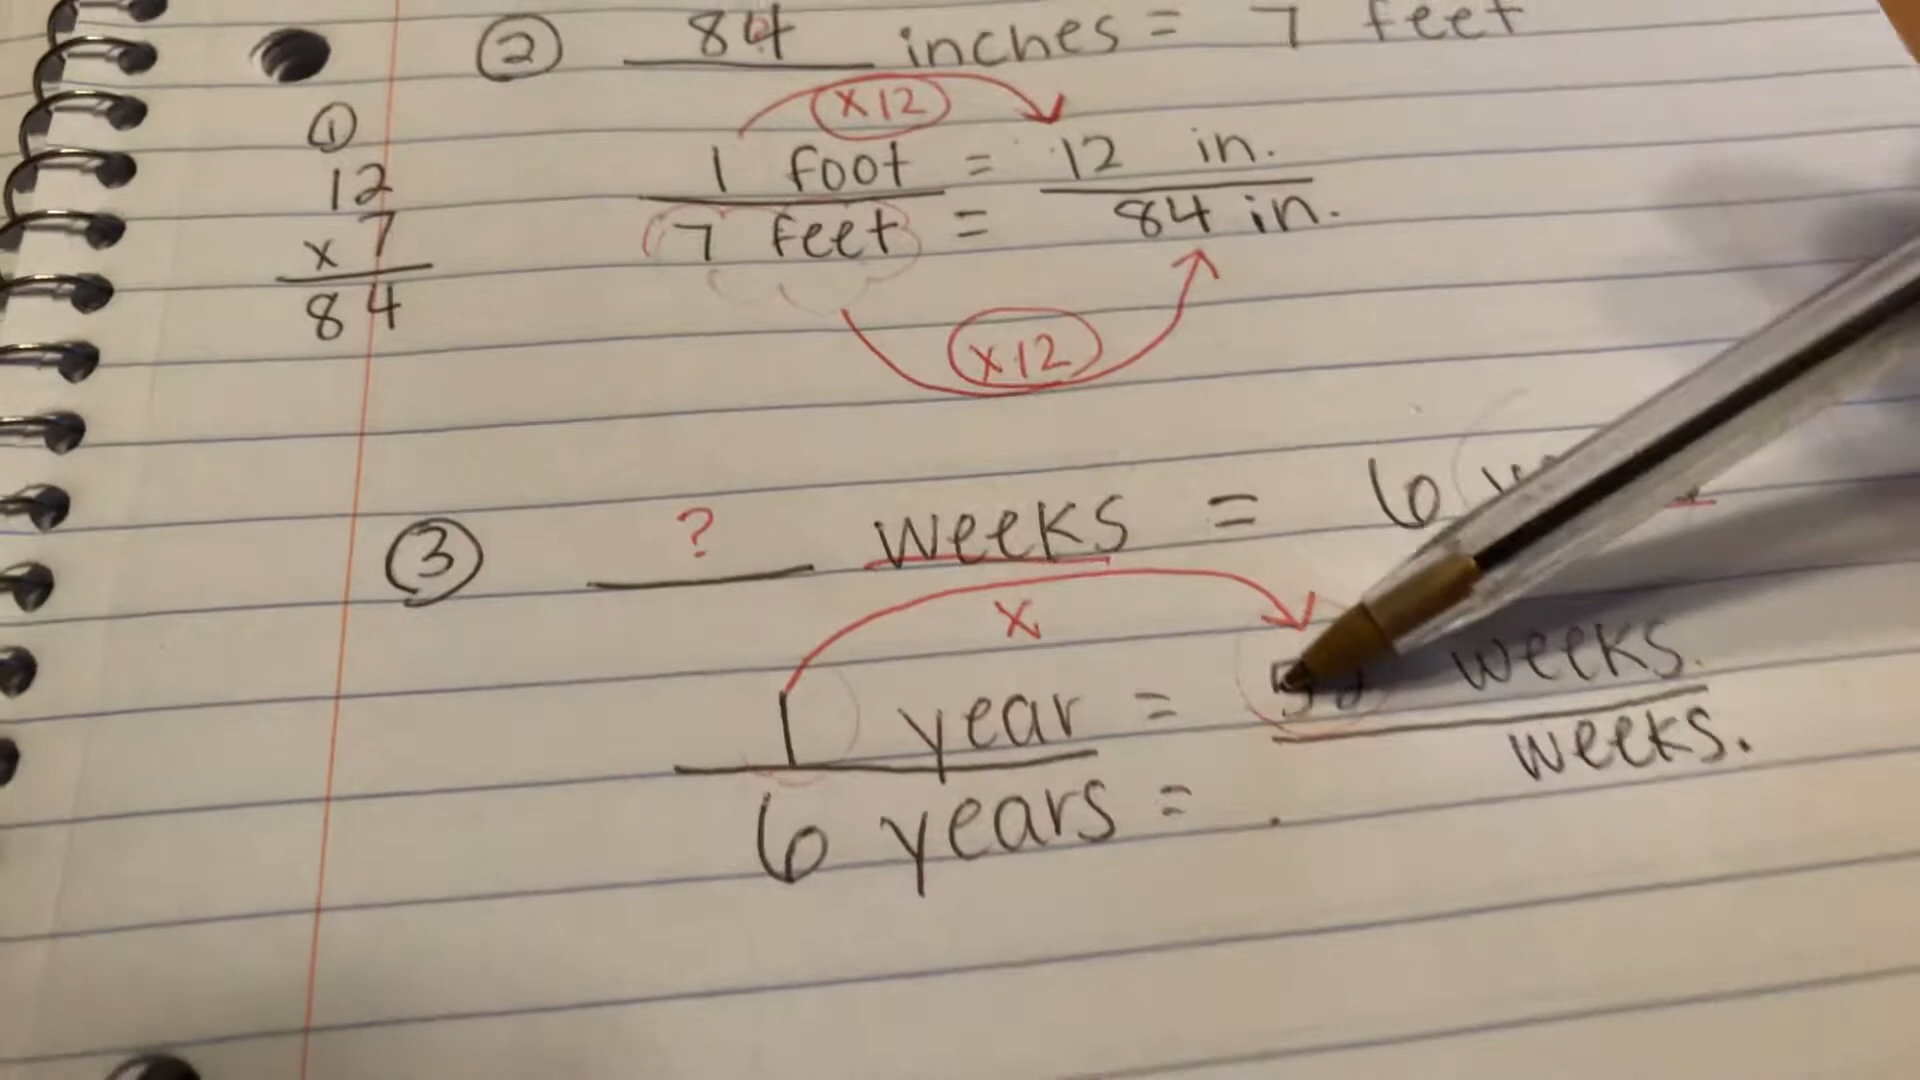 ② 84 inches = 7 feet
x12
① 
12
x 7
84
1 foot = 12 in.
7 feet = 84 in.
x12
③ ? weeks = 6
x
1 year = 52 weeks.
6 years = weeks.